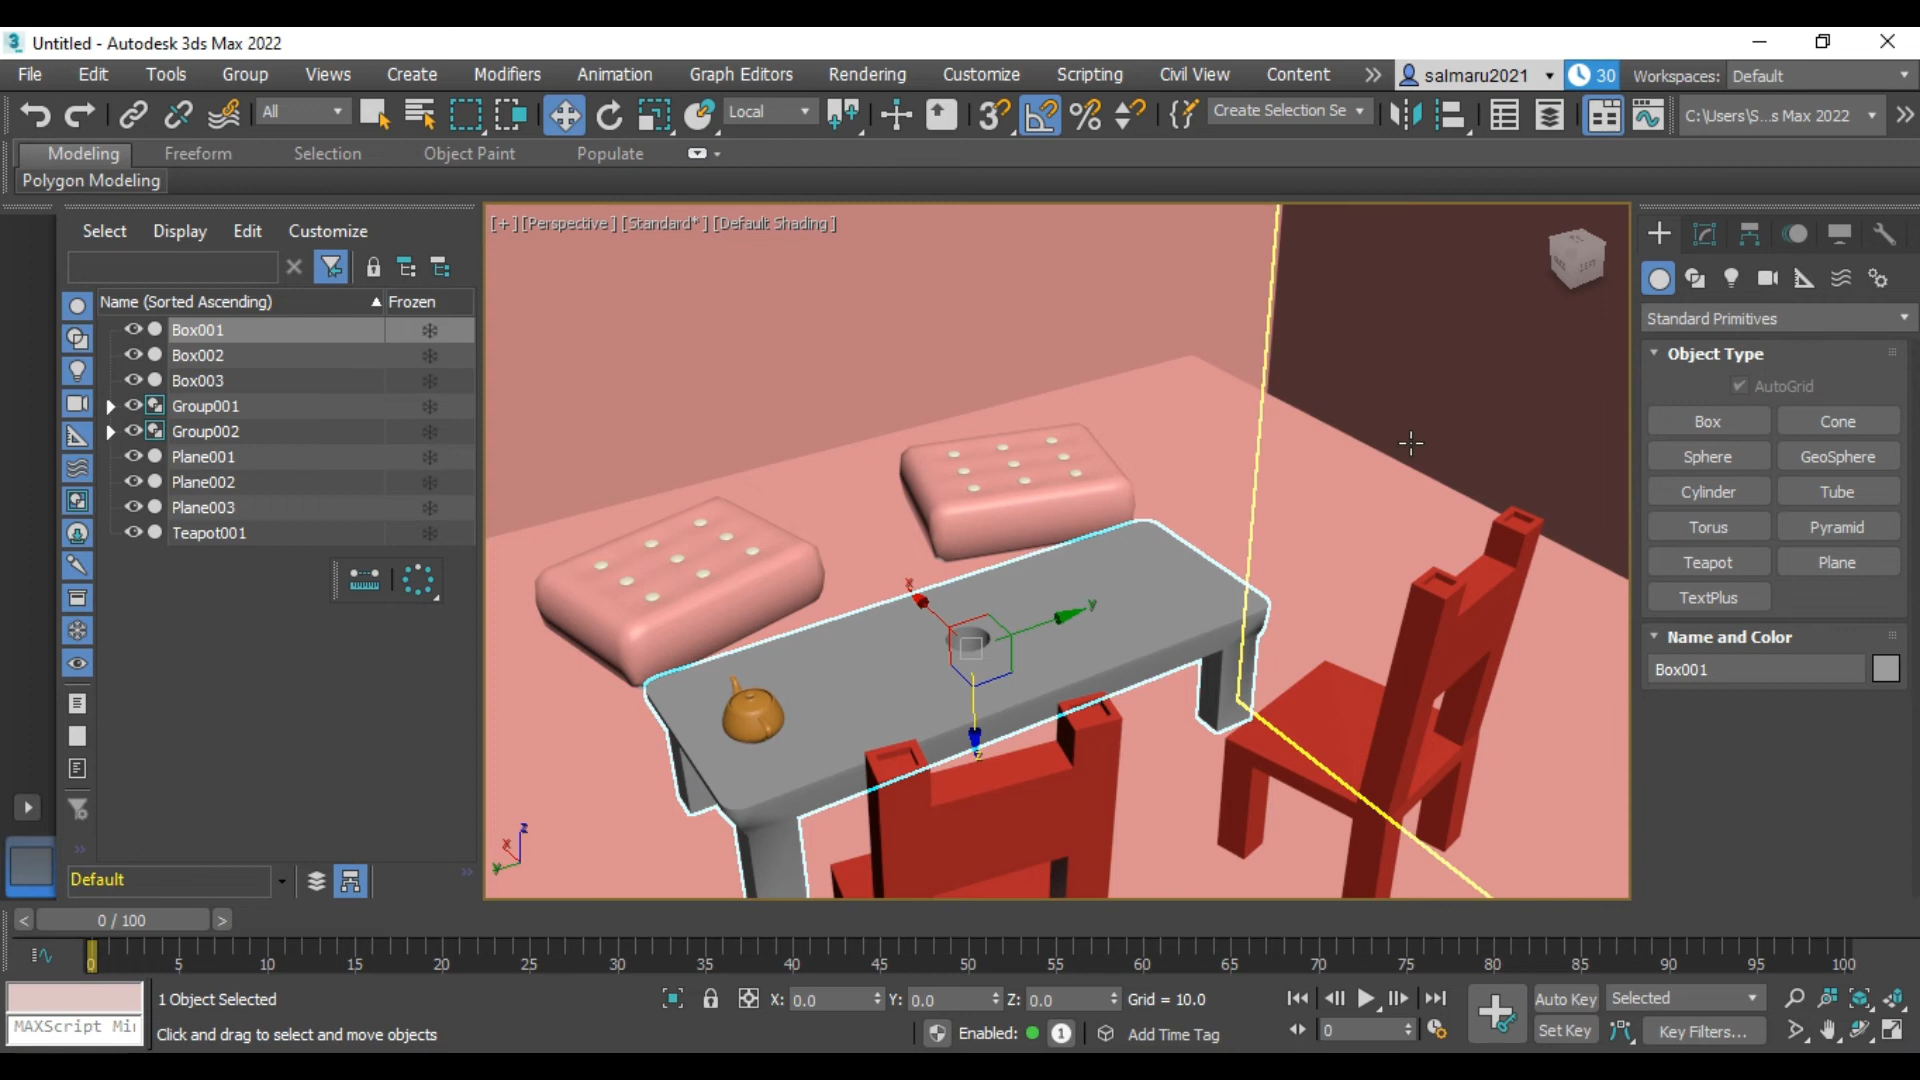 Untitled - Autodesk 3ds Max 2022
File Edit Tools Group Views Create Modifiers Animation Graph Editors Rendering Customize Scripting Civil View Content salmaru2021 30 Workspaces: Default
All Local Create Selection Se C:\Users\S...s Max 2022
Modeling Freeform Selection Object Paint Populate
Polygon Modeling
Select Display Edit Customize
[+] [Perspective ] [Standard* ] [Default Shading ]
Name (Sorted Ascending) Frozen
Box001
Box002
Box003
Group001
Group002
Plane001
Plane002
Plane003
Teapot001
x y z
z x y
Standard Primitives
Object Type
AutoGrid
Box Cone
Sphere GeoSphere
Cylinder Tube
Torus Pyramid
Teapot Plane
TextPlus
Name and Color
Box001
Default
< 0 / 100 >
0 5 10 15 20 25 30 35 40 45 50 55 60 65 70 75 80 85 90 95 100
1 Object Selected X: 0.0 Y: 0.0 Z: 0.0 Grid = 10.0 Auto Key Selected
MAXScript Mi Click and drag to select and move objects Enabled: 1 Add Time Tag 0 Set Key Key Filters...